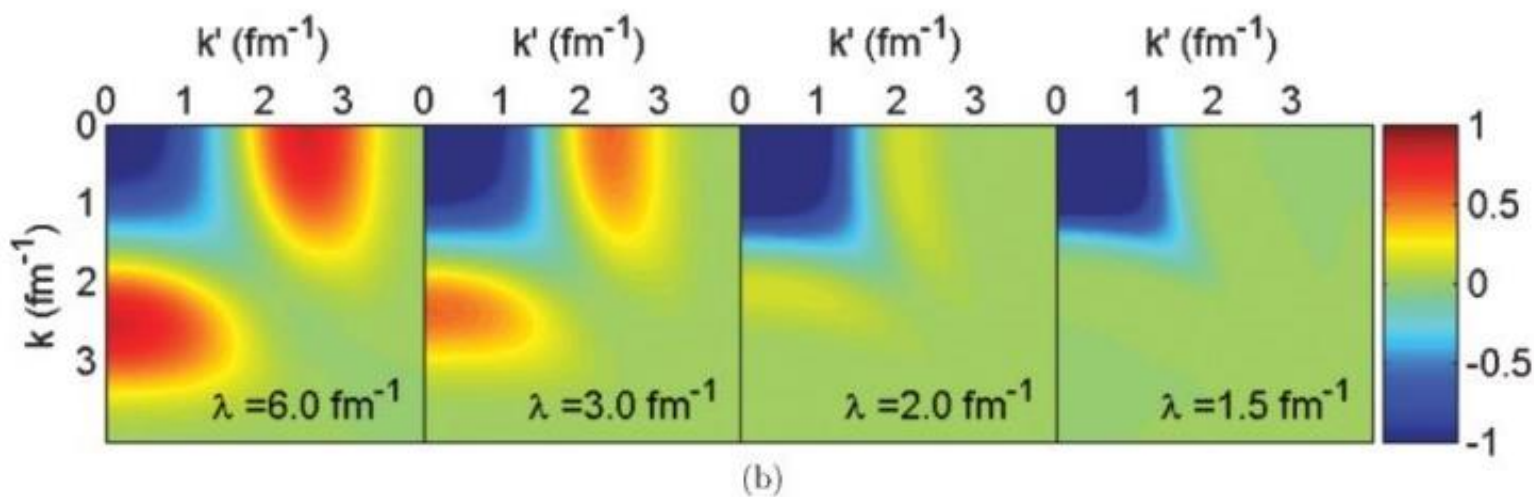 k' (fm⁻¹) k' (fm⁻¹) k' (fm⁻¹) k' (fm⁻¹)
0 1 2 3 0 1 2 3 0 1 2 3 0 1 2 3
0
1
2
3
k (fm⁻¹)
λ =6.0 fm⁻¹ λ =3.0 fm⁻¹ λ =2.0 fm⁻¹ λ =1.5 fm⁻¹
1
0.5
0
-0.5
-1
(b)